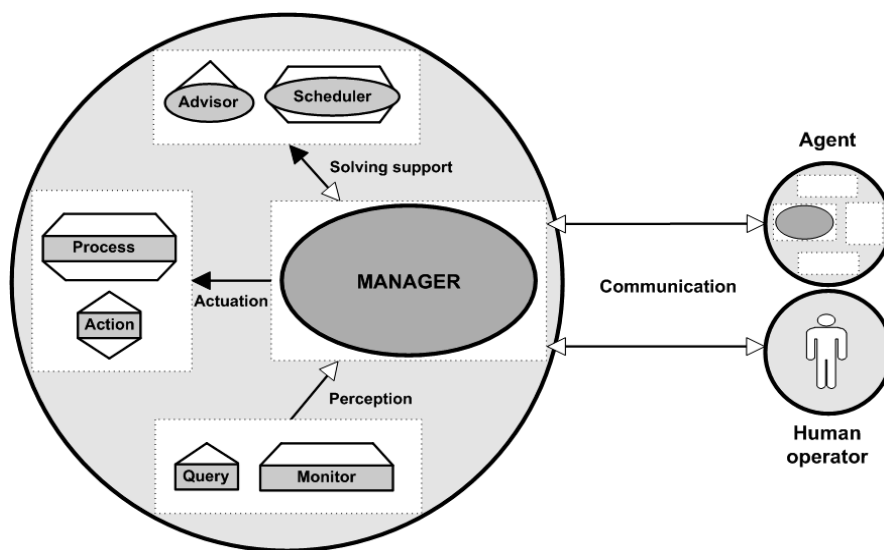 Advisor
Scheduler
Solving support
Agent
Process
Actuation
MANAGER
Communication
Action
Perception
Query
Monitor
Human
operator